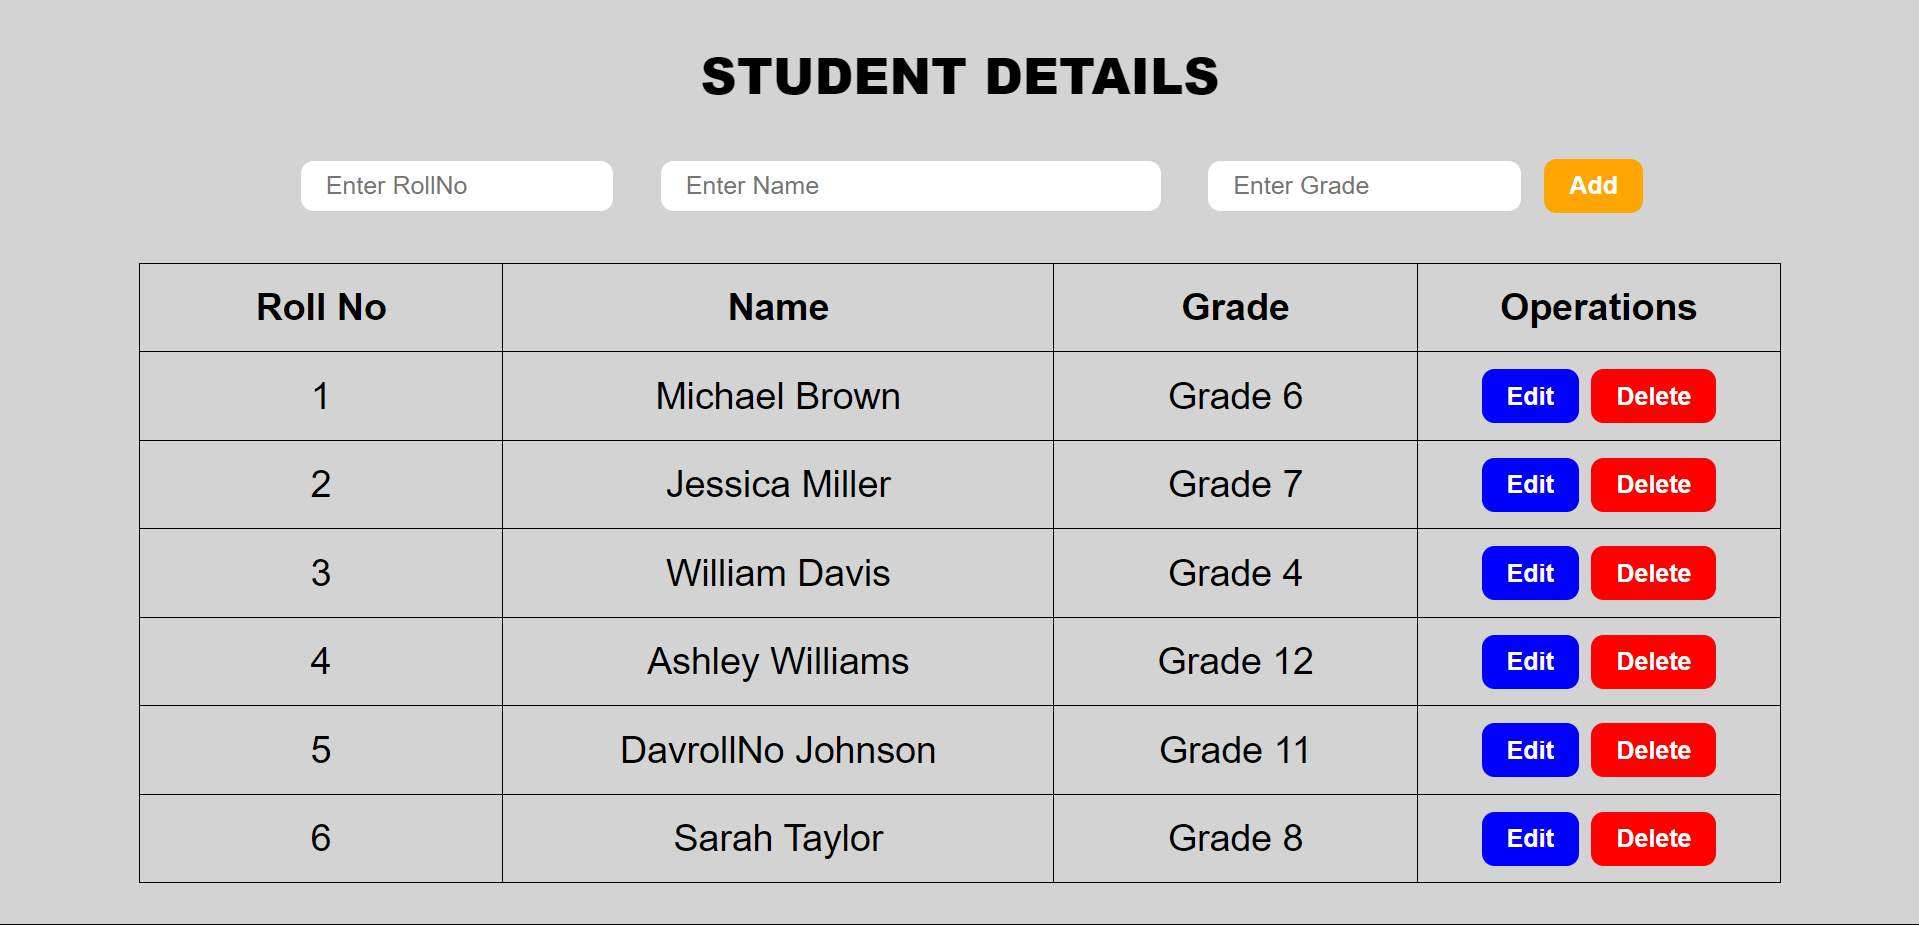 STUDENT DETAILS
Enter RollNo Enter Name Enter Grade Add
Roll No Name Grade Operations
1 Michael Brown Grade 6 Edit Delete
2 Jessica Miller Grade 7 Edit Delete
3 William Davis Grade 4 Edit Delete
4 Ashley Williams Grade 12 Edit Delete
5 DavrollNo Johnson Grade 11 Edit Delete
6 Sarah Taylor Grade 8 Edit Delete